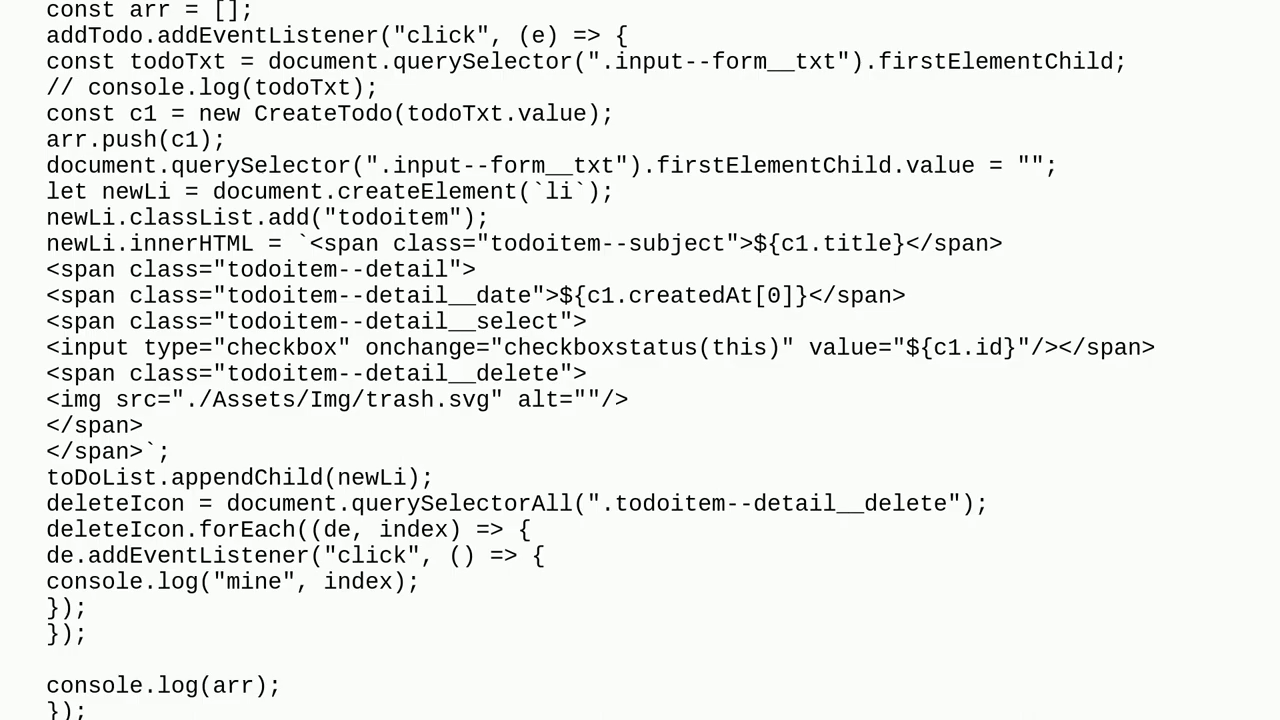 const arr = [];
addTodo.addEventListener("click", (e) => {
const todoTxt = document.querySelector(".input--form__txt").firstElementChild;
// console.log(todoTxt);
const c1 = new CreateTodo(todoTxt.value);
arr.push(c1);
document.querySelector(".input--form__txt").firstElementChild.value = "";
let newLi = document.createElement(`li`);
newLi.classList.add("todoitem");
newLi.innerHTML = `<span class="todoitem--subject">${c1.title}</span>
<span class="todoitem--detail">
<span class="todoitem--detail__date">${c1.createdAt[0]}</span>
<span class="todoitem--detail__select">
<input type="checkbox" onchange="checkboxstatus(this)" value="${c1.id}"/></span>
<span class="todoitem--detail__delete">
<img src="./Assets/Img/trash.svg" alt=""/>
</span>
</span>`;
toDoList.appendChild(newLi);
deleteIcon = document.querySelectorAll(".todoitem--detail__delete");
deleteIcon.forEach((de, index) => {
de.addEventListener("click", () => {
console.log("mine", index);
});
});

console.log(arr);
});